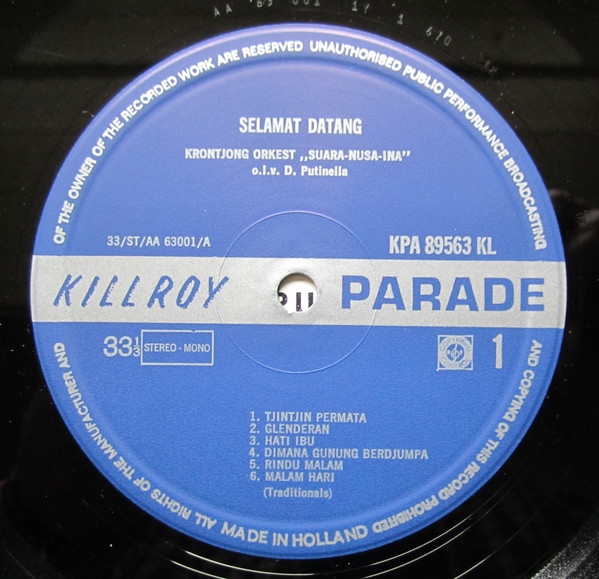 ALL RIGHTS OF THE MANUFACTURER AND OF THE OWNER OF THE RECORDED WORK ARE RESERVED UNAUTHORISED PUBLIC PERFORMANCE BROADCASTING AND COPYING OF THIS RECORD PROHIBITED
SELAMAT DATANG
KRONTJONG ORKEST „SUARA-NUSA-INA"
o.l.v. D. Putinella
33/ST/AA 63001/A
KPA 89563 KL
KILLROY PARADE
33⅓ STEREO - MONO
1
1. TJINTJIN PERMATA
2. GLENDERAN
3. HATI IBU
4. DIMANA GUNUNG BERDJUMPA
5. RINDU MALAM
6. MALAM HARI
(Traditionals)
MADE IN HOLLAND